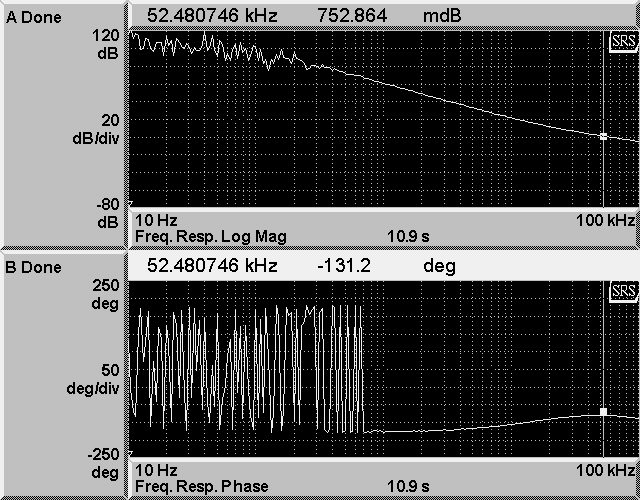 A Done
52.480746 kHz 752.864 mdB
120
dB
SRS
20
dB/div
-80
dB
10 Hz 100 kHz
Freq. Resp. Log Mag 10.9 s
B Done
52.480746 kHz -131.2 deg
250
deg
SRS
50
deg/div
-250
deg
10 Hz 100 kHz
Freq. Resp. Phase 10.9 s